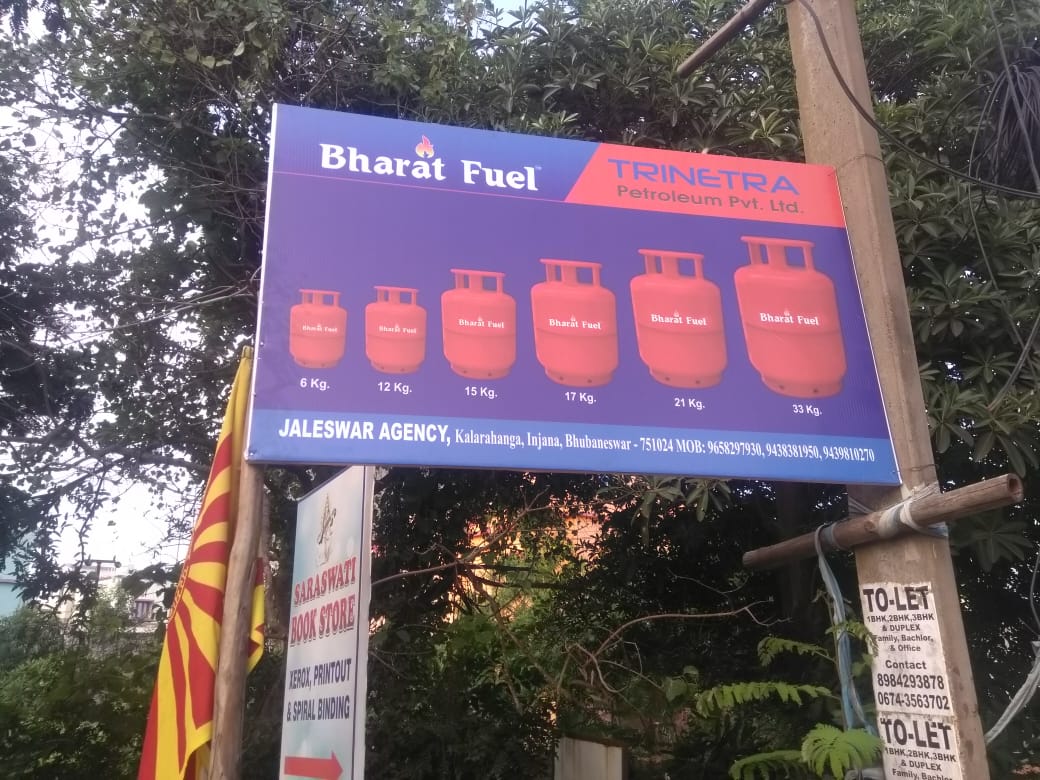 Bharat Fuel™
TRINETRA
Petroleum Pvt. Ltd.
Bharat Fuel
Bharat Fuel
Bharat Fuel
Bharat Fuel
Bharat Fuel
Bharat Fuel
6 Kg.
12 Kg.
15 Kg.
17 Kg.
21 Kg.
33 Kg.
JALESWAR AGENCY, Kalarahanga, Injana, Bhubaneswar - 751024 MOB: 9658297930, 9438381950, 9439810270
SARASWATI
BOOK STORE
XEROX, PRINTOUT
& SPIRAL BINDING
TO-LET
1BHK,2BHK,3BHK
& DUPLEX
Family, Bachlor,
& Office
Contact
8984293878
0674-3563702
TO-LET
1BHK,2BHK,3BHK
& DUPLEX
Family, Bachlor